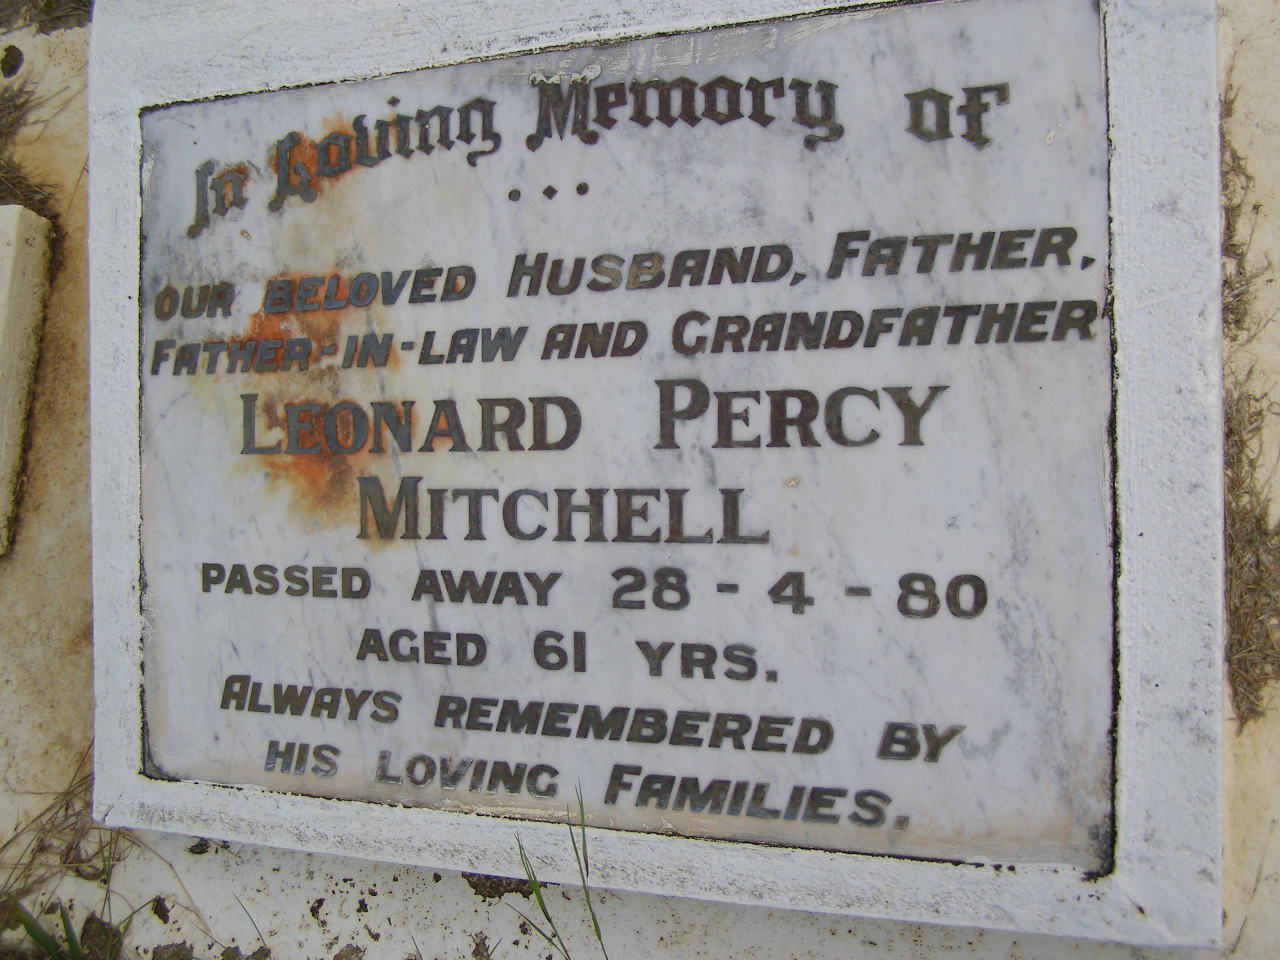 In Loving Memory of
...
OUR BELOVED HUSBAND, FATHER,
FATHER-IN-LAW AND GRANDFATHER
LEONARD PERCY
MITCHELL
PASSED AWAY 28-4-80
AGED 61 YRS.
ALWAYS REMEMBERED BY
HIS LOVING FAMILIES.